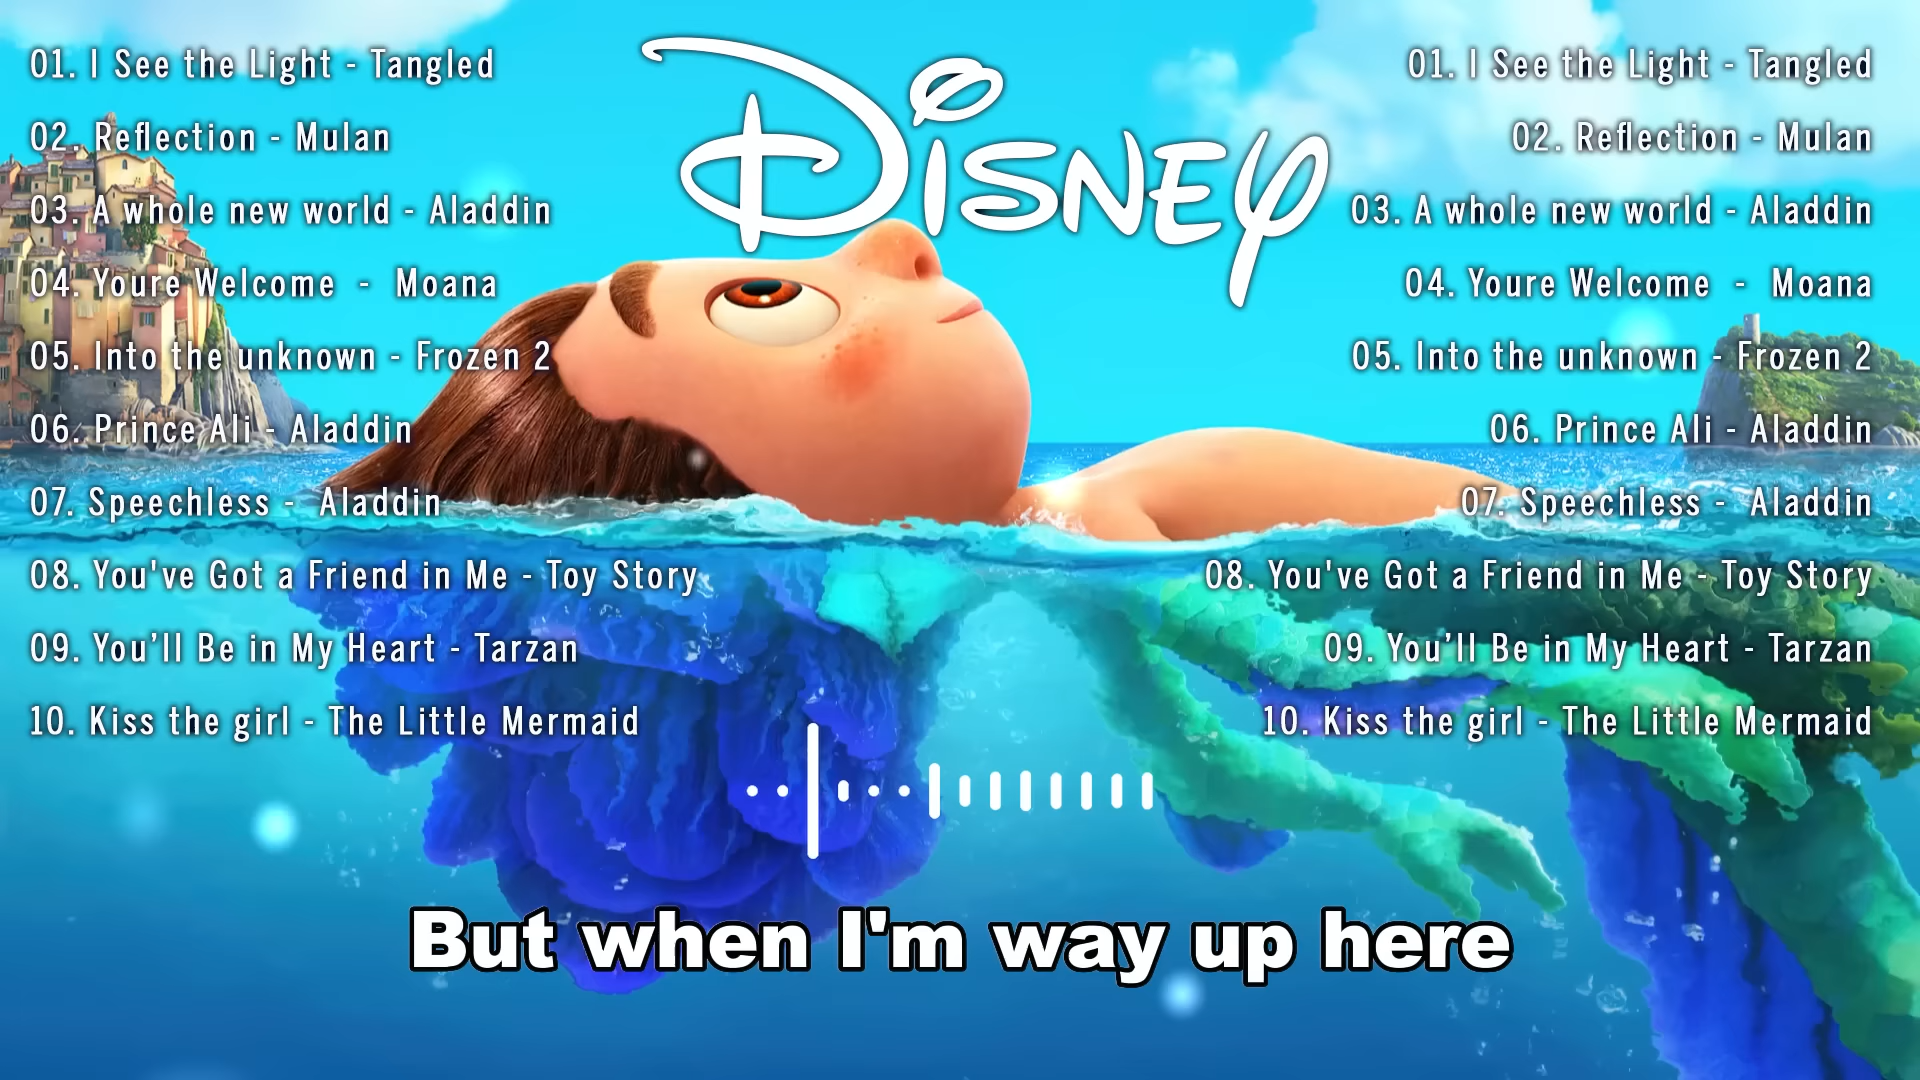 Disney
01. I See the Light - Tangled
02. Reflection - Mulan
03. A whole new world - Aladdin
04. Youre Welcome - Moana
05. Into the unknown - Frozen 2
06. Prince Ali - Aladdin
07. Speechless - Aladdin
08. You've Got a Friend in Me - Toy Story
09. You’ll Be in My Heart - Tarzan
10. Kiss the girl - The Little Mermaid
01. I See the Light - Tangled
02. Reflection - Mulan
03. A whole new world - Aladdin
04. Youre Welcome - Moana
05. Into the unknown - Frozen 2
06. Prince Ali - Aladdin
07. Speechless - Aladdin
08. You've Got a Friend in Me - Toy Story
09. You’ll Be in My Heart - Tarzan
10. Kiss the girl - The Little Mermaid
But when I'm way up here